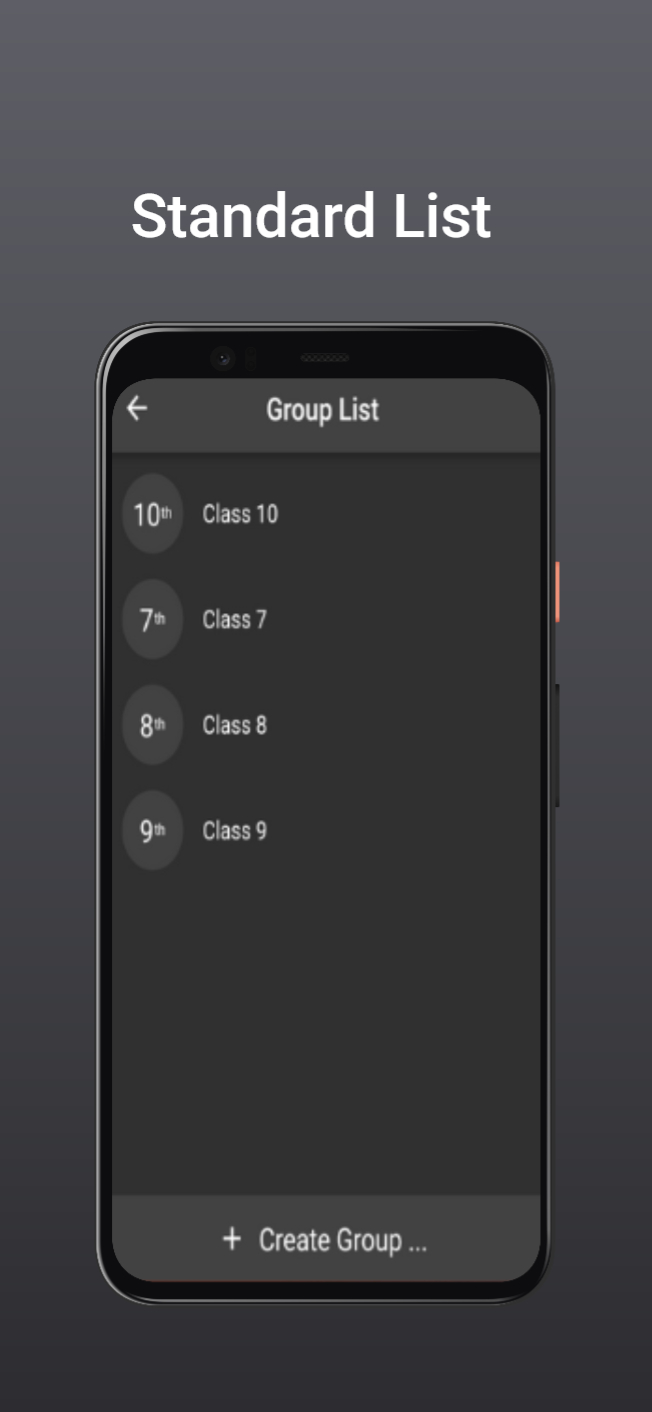 Standard List
Group List
10th Class 10
7th Class 7
8th Class 8
9th Class 9
+ Create Group ...